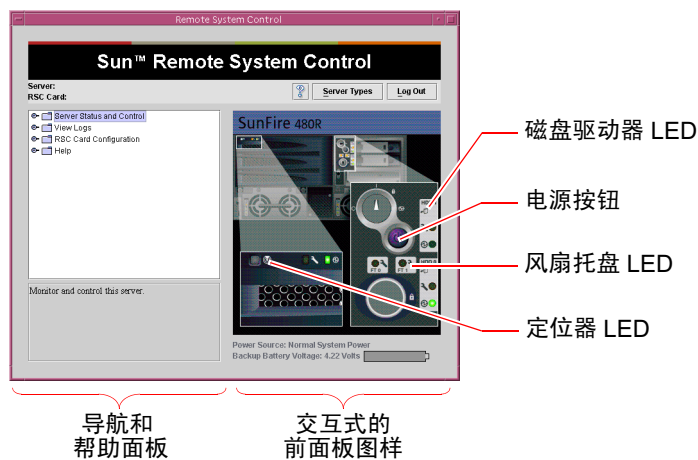 Remote System Control
Sun™ Remote System Control
Server:
RSC Card:
Server Types
Log Out
Server Status and Control
View Logs
RSC Card Configuration
Help
Monitor and control this server.
SunFire 480R
FT 0
FT 1
Power Source: Normal System Power
Backup Battery Voltage: 4.22 Volts
磁盘驱动器 LED
电源按钮
风扇托盘 LED
定位器 LED
导航和
帮助面板
交互式的
前面板图样